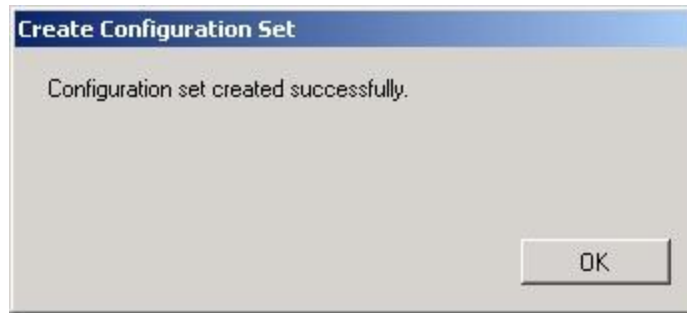 Create Configuration Set
Configuration set created successfully.
OK